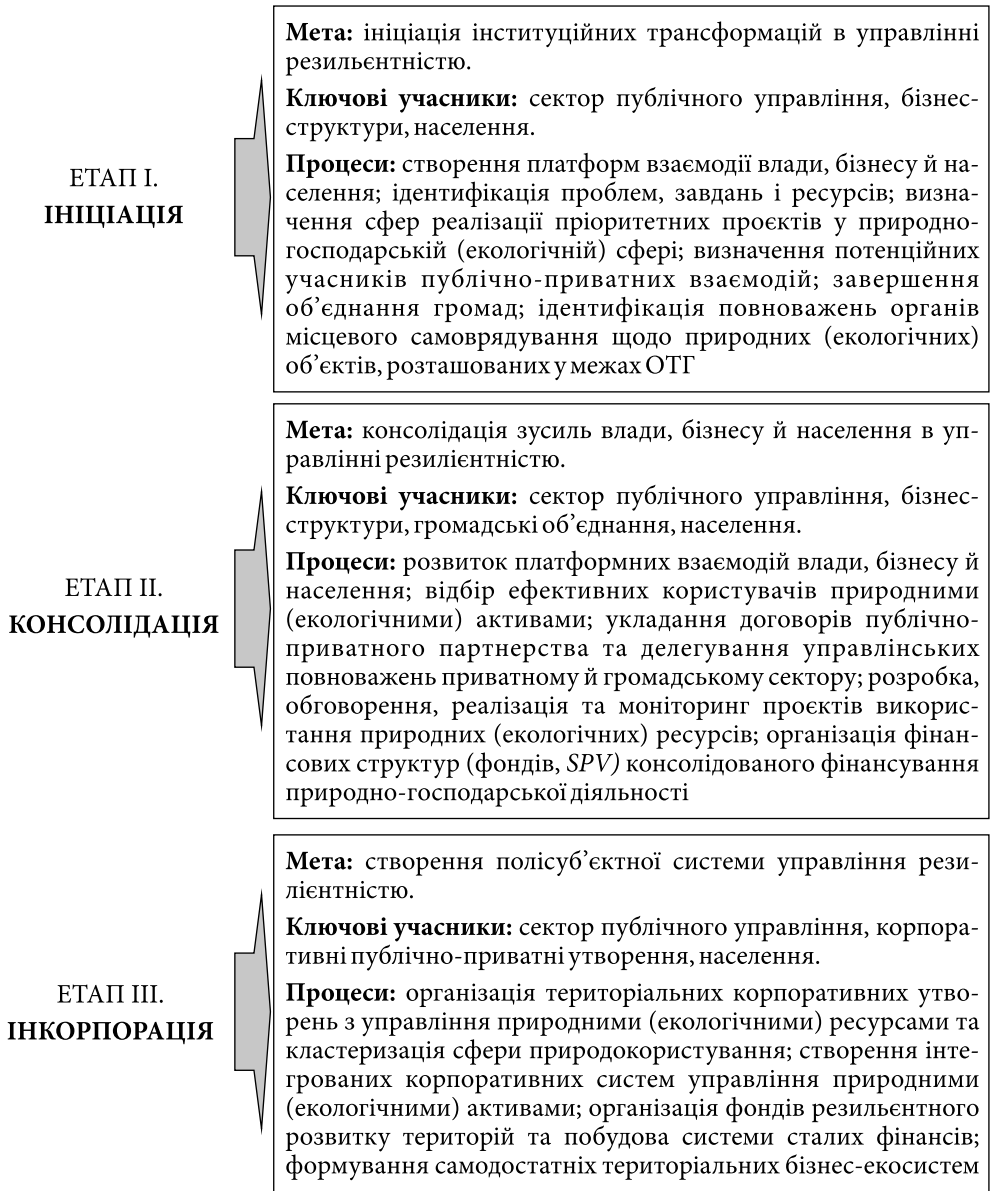 ЕТАП І.
ІНІЦІАЦІЯ
Мета: ініціація інституційних трансформацій в управлінні
резильєнтністю.
Ключові учасники: сектор публічного управління, бізнес-
структури, населення.
Процеси: створення платформ взаємодії влади, бізнесу й на-
селення; ідентифікація проблем, завдань і ресурсів; визна-
чення сфер реалізації пріоритетних проєктів у природно-
господарській (екологічній) сфері; визначення потенційних
учасників публічно-приватних взаємодій; завершення
об’єднання громад; ідентифікація повноважень органів
місцевого самоврядування щодо природних (екологічних)
об’єктів, розташованих у межах ОТГ
ЕТАП ІІ.
КОНСОЛІДАЦІЯ
Мета: консолідація зусиль влади, бізнесу й населення в уп-
равлінні резилієнтністю.
Ключові учасники: сектор публічного управління, бізнес-
структури, громадські об’єднання, населення.
Процеси: розвиток платформних взаємодій влади, бізнесу й
населення; відбір ефективних користувачів природними
(екологічними) активами; укладання договорів публічно-
приватного партнерства та делегування управлінських
повноважень приватному й громадському сектору; розробка,
обговорення, реалізація та моніторинг проєктів викорис-
тання природних (екологічних) ресурсів; організація фінан-
сових структур (фондів, SPV) консолідованого фінансування
природно-господарської діяльності
ЕТАП ІІІ.
ІНКОРПОРАЦІЯ
Мета: створення полісуб’єктної системи управління рези-
лієнтністю.
Ключові учасники: сектор публічного управління, корпора-
тивні публічно-приватні утворення, населення.
Процеси: організація територіальних корпоративних утво-
рень з управління природними (екологічними) ресурсами та
кластеризація сфери природокористування; створення інте-
грованих корпоративних систем управління природними
(екологічними) активами; організація фондів резильєнтного
розвитку територій та побудова системи сталих фінансів;
формування самодостатніх територіальних бізнес-екосистем